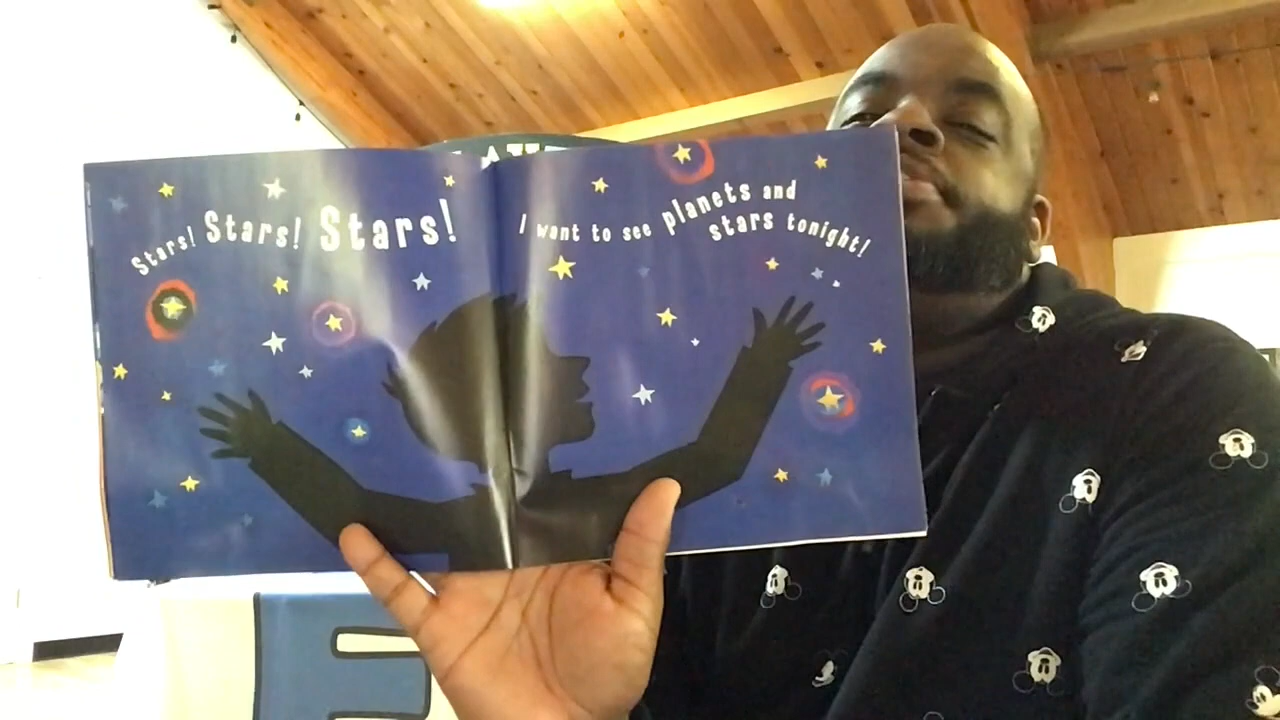 Stars! Stars! Stars!
I want to see planets and
stars tonight!
E